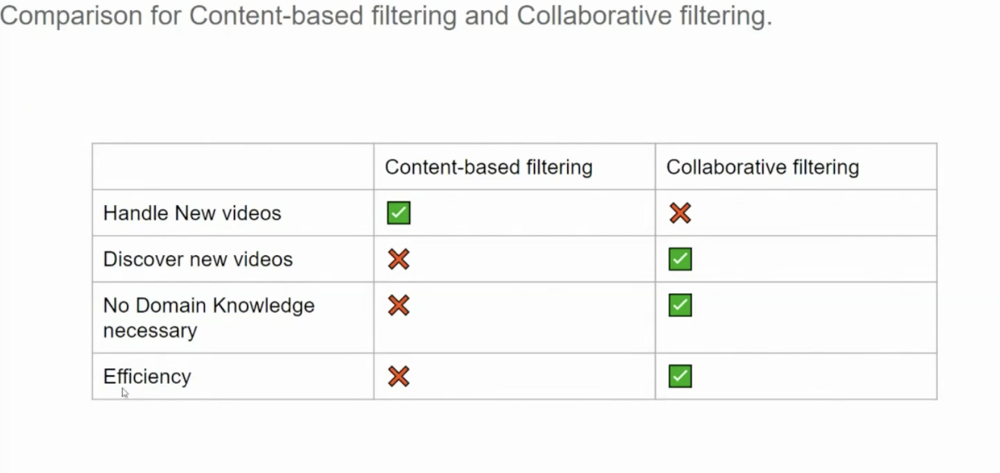 Comparison for Content-based filtering and Collaborative filtering.
Content-based filtering
Collaborative filtering
Handle New videos
Discover new videos
No Domain Knowledge
necessary
Efficiency